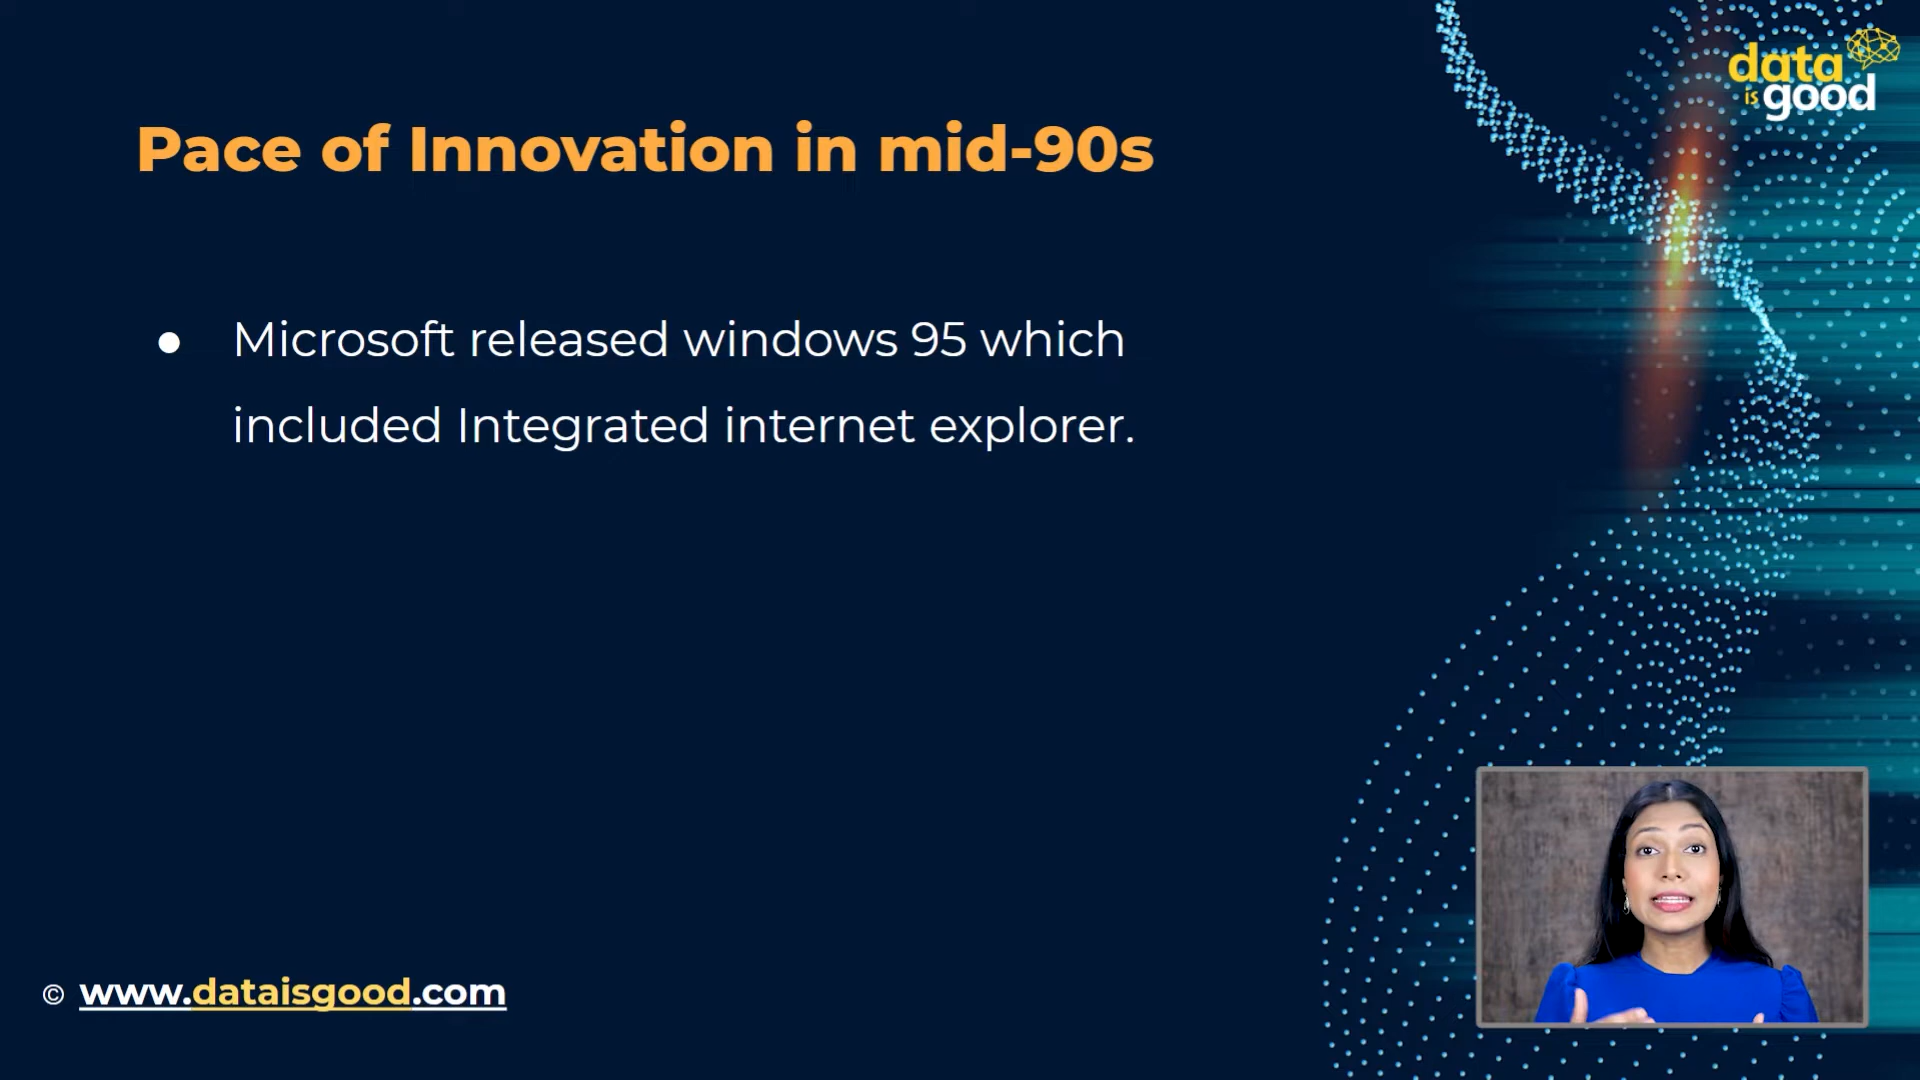 data
is good
Pace of Innovation in mid-90s
● Microsoft released windows 95 which
included Integrated internet explorer.
© www.dataisgood.com